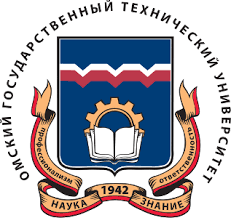 ОМСКИЙ ГОСУДАРСТВЕННЫЙ ТЕХНИЧЕСКИЙ УНИВЕРСИТЕТ
профессионализм
ответственность
НАУКА
1942
ЗНАНИЕ